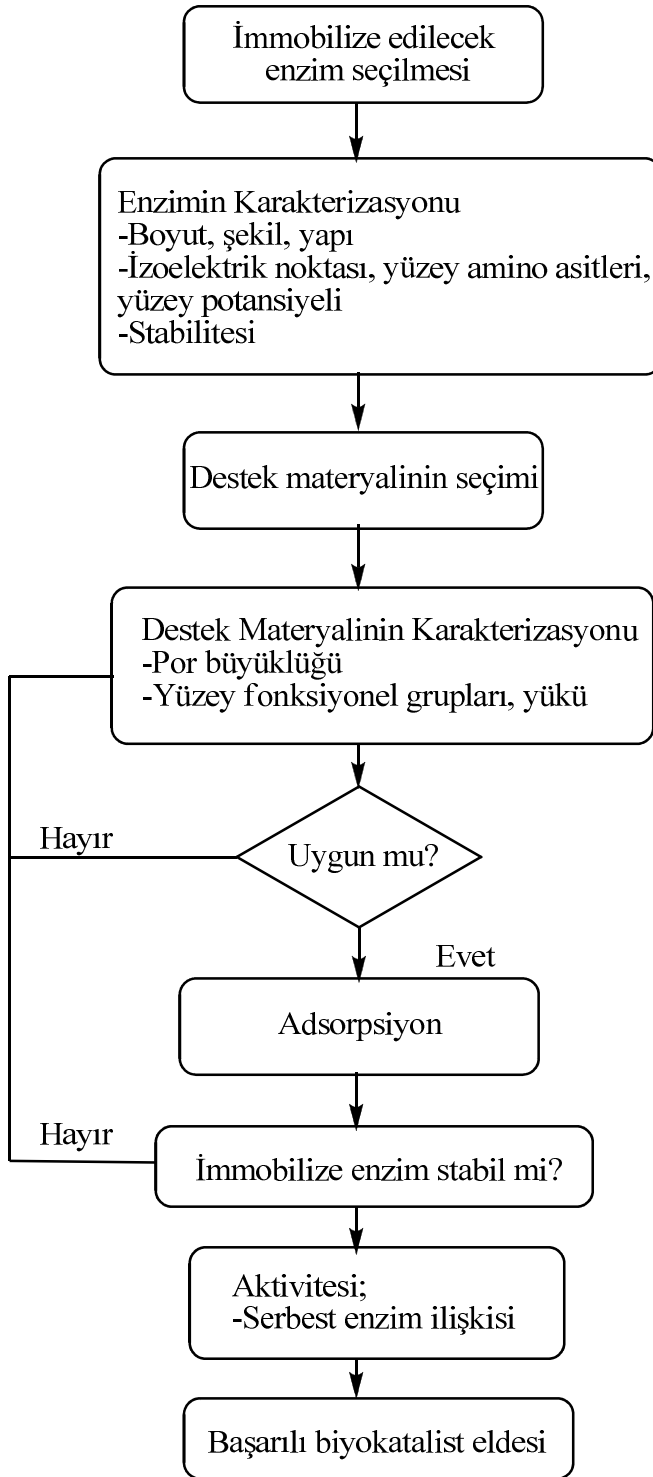 İmmobilize edilecek
enzim seçilmesi
Enzimin Karakterizasyonu
-Boyut, şekil, yapı
-İzoelektrik noktası, yüzey amino asitleri,
yüzey potansiyeli
-Stabilitesi
Destek materyalinin seçimi
Destek Materyalinin Karakterizasyonu
-Por büyüklüğü
-Yüzey fonksiyonel grupları, yükü
Hayır
Uygun mu?
Evet
Adsorpsiyon
Hayır
İmmobilize enzim stabil mi?
Aktivitesi;
-Serbest enzim ilişkisi
Başarılı biyokatalist eldesi